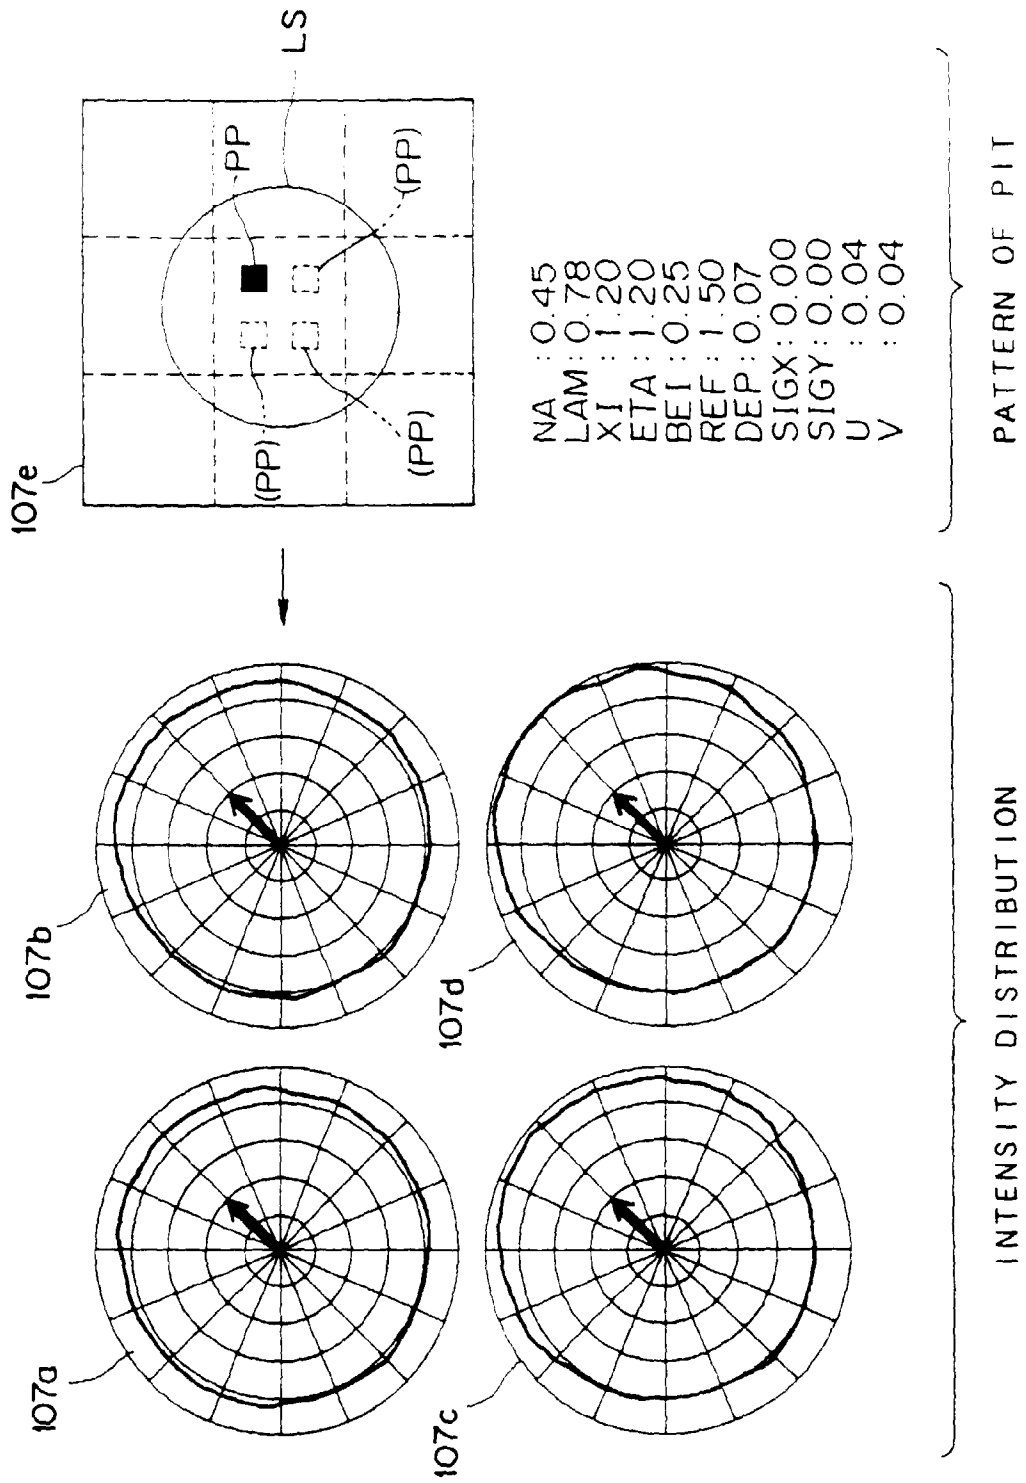 107a
107b
107c
107d
107e
LS
PP
(PP)
(PP)
(PP)
NA : 0.45
LAM : 0.78
XI : 1.20
ETA : 1.20
BEI : 0.25
REF : 1.50
DEP : 0.07
SIGX : 0.00
SIGY : 0.00
U : 0.04
V : 0.04
INTENSITY DISTRIBUTION
PATTERN OF PIT